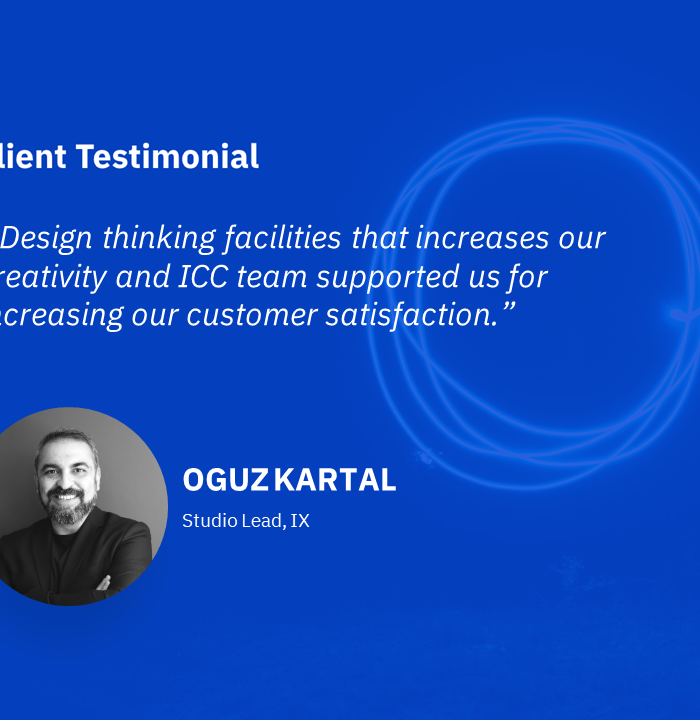 lient Testimonial
Design thinking facilities that increases our
reativity and ICC team supported us for
ncreasing our customer satisfaction.”
OGUZ KARTAL
Studio Lead, IX